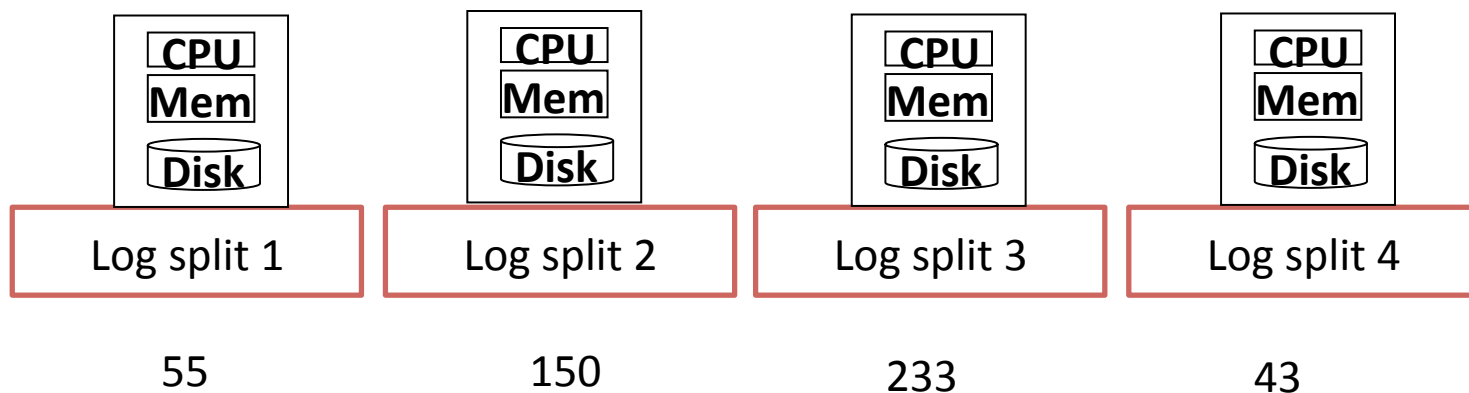 CPU
Mem
Disk
CPU
Mem
Disk
CPU
Mem
Disk
CPU
Mem
Disk
Log split 1
Log split 2
Log split 3
Log split 4
55
150
233
43